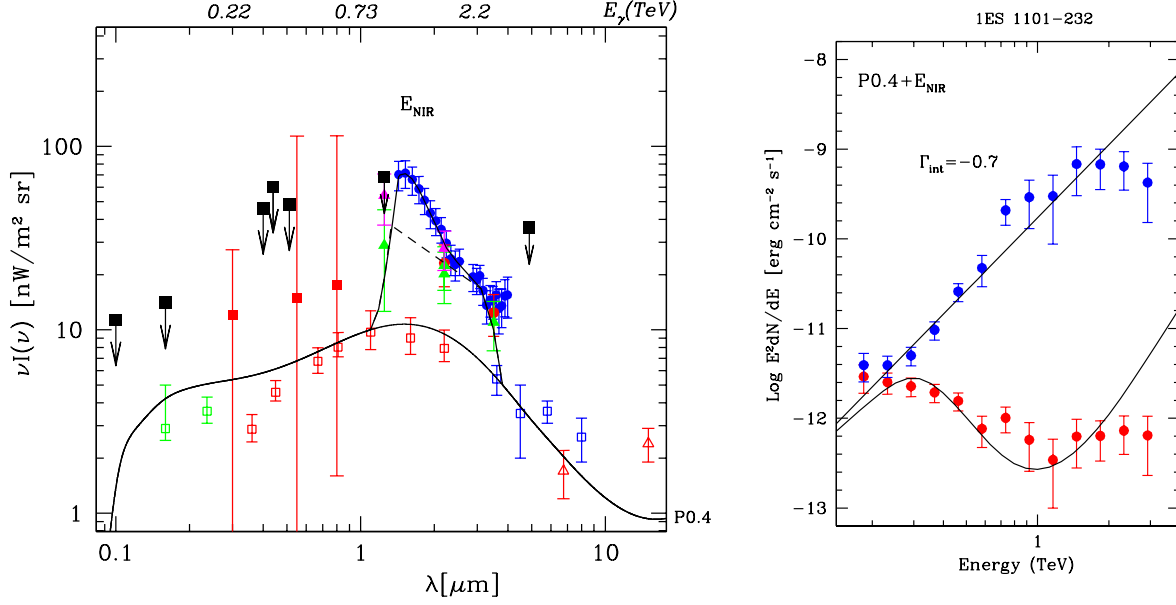 0.22 0.73 2.2 E_γ(TeV)
E_NIR
νI(ν) [nW/m² sr]
100
10
1
P0.4
0.1 1 10
λ[μm]
1ES 1101−232
P0.4+E_NIR
Γ_int=−0.7
Log E²dN/dE [erg cm⁻² s⁻¹]
−8
−9
−10
−11
−12
−13
1
Energy (TeV)